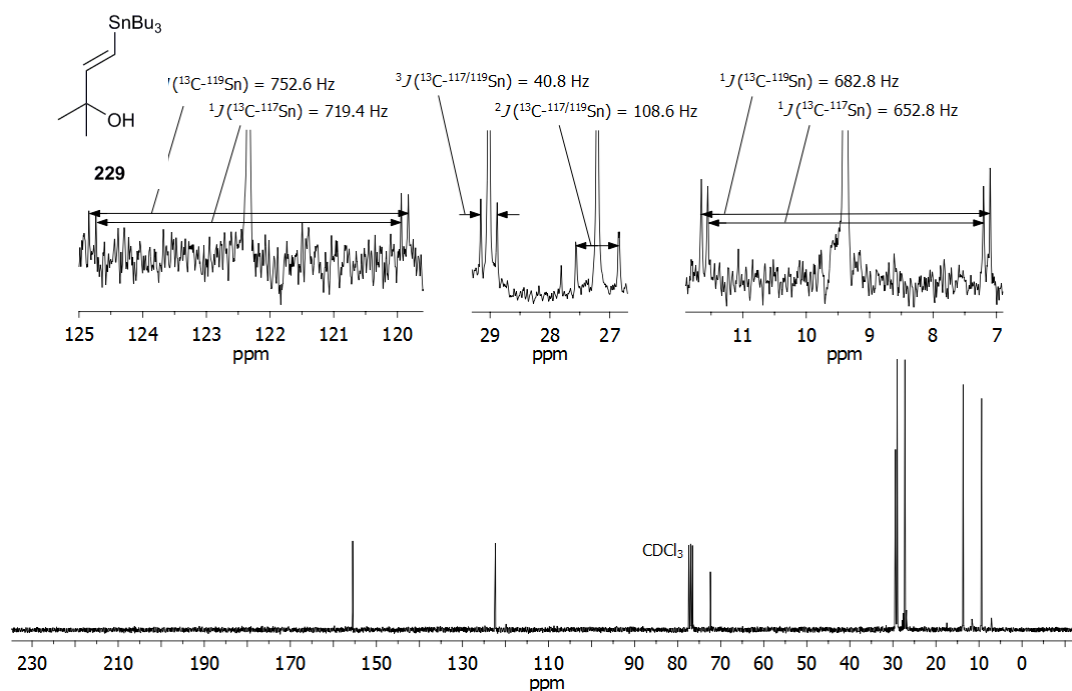 SnBu₃
OH
229
J (¹³C-¹¹⁹Sn) = 752.6 Hz
¹J (¹³C-¹¹⁷Sn) = 719.4 Hz
³J (¹³C-¹¹⁷/¹¹⁹Sn) = 40.8 Hz
²J (¹³C-¹¹⁷/¹¹⁹Sn) = 108.6 Hz
¹J (¹³C-¹¹⁹Sn) = 682.8 Hz
¹J (¹³C-¹¹⁷Sn) = 652.8 Hz
125 124 123 122 121 120
ppm
29 28 27
ppm
11 10 9 8 7
ppm
CDCl₃
230 210 190 170 150 130 110 90 80 70 60 50 40 30 20 10 0
ppm